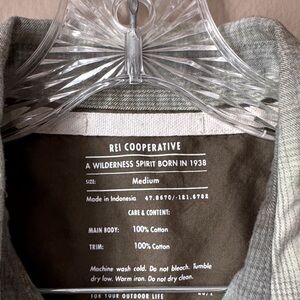 REI COOPERATIVE
A WILDERNESS SPIRIT BORN IN 1938
SIZE: Medium
Made in Indonesia 47.8670/-121.670X
CARE & CONTENT:
MAIN BODY: 100% Cotton
TRIM: 100% Cotton
Machine wash cold. Do not bleach. Tumble
dry low. Warm iron. Do not dry clean.
FOR YOUR OUTDOOR LIFE